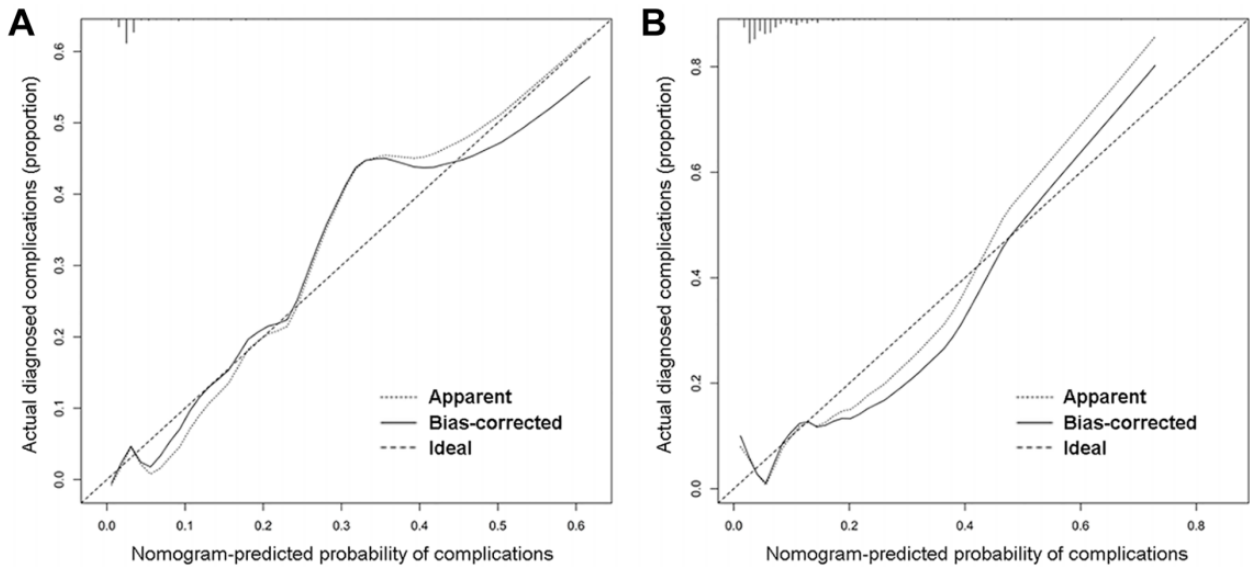 A
Actual diagnosed complications (proportion)
0.6
0.5
0.4
0.3
0.2
0.1
0.0
Apparent
Bias-corrected
Ideal
0.0 0.1 0.2 0.3 0.4 0.5 0.6
Nomogram-predicted probability of complications
B
Actual diagnosed complications (proportion)
0.8
0.6
0.4
0.2
0.0
Apparent
Bias-corrected
Ideal
0.0 0.2 0.4 0.6 0.8
Nomogram-predicted probability of complications